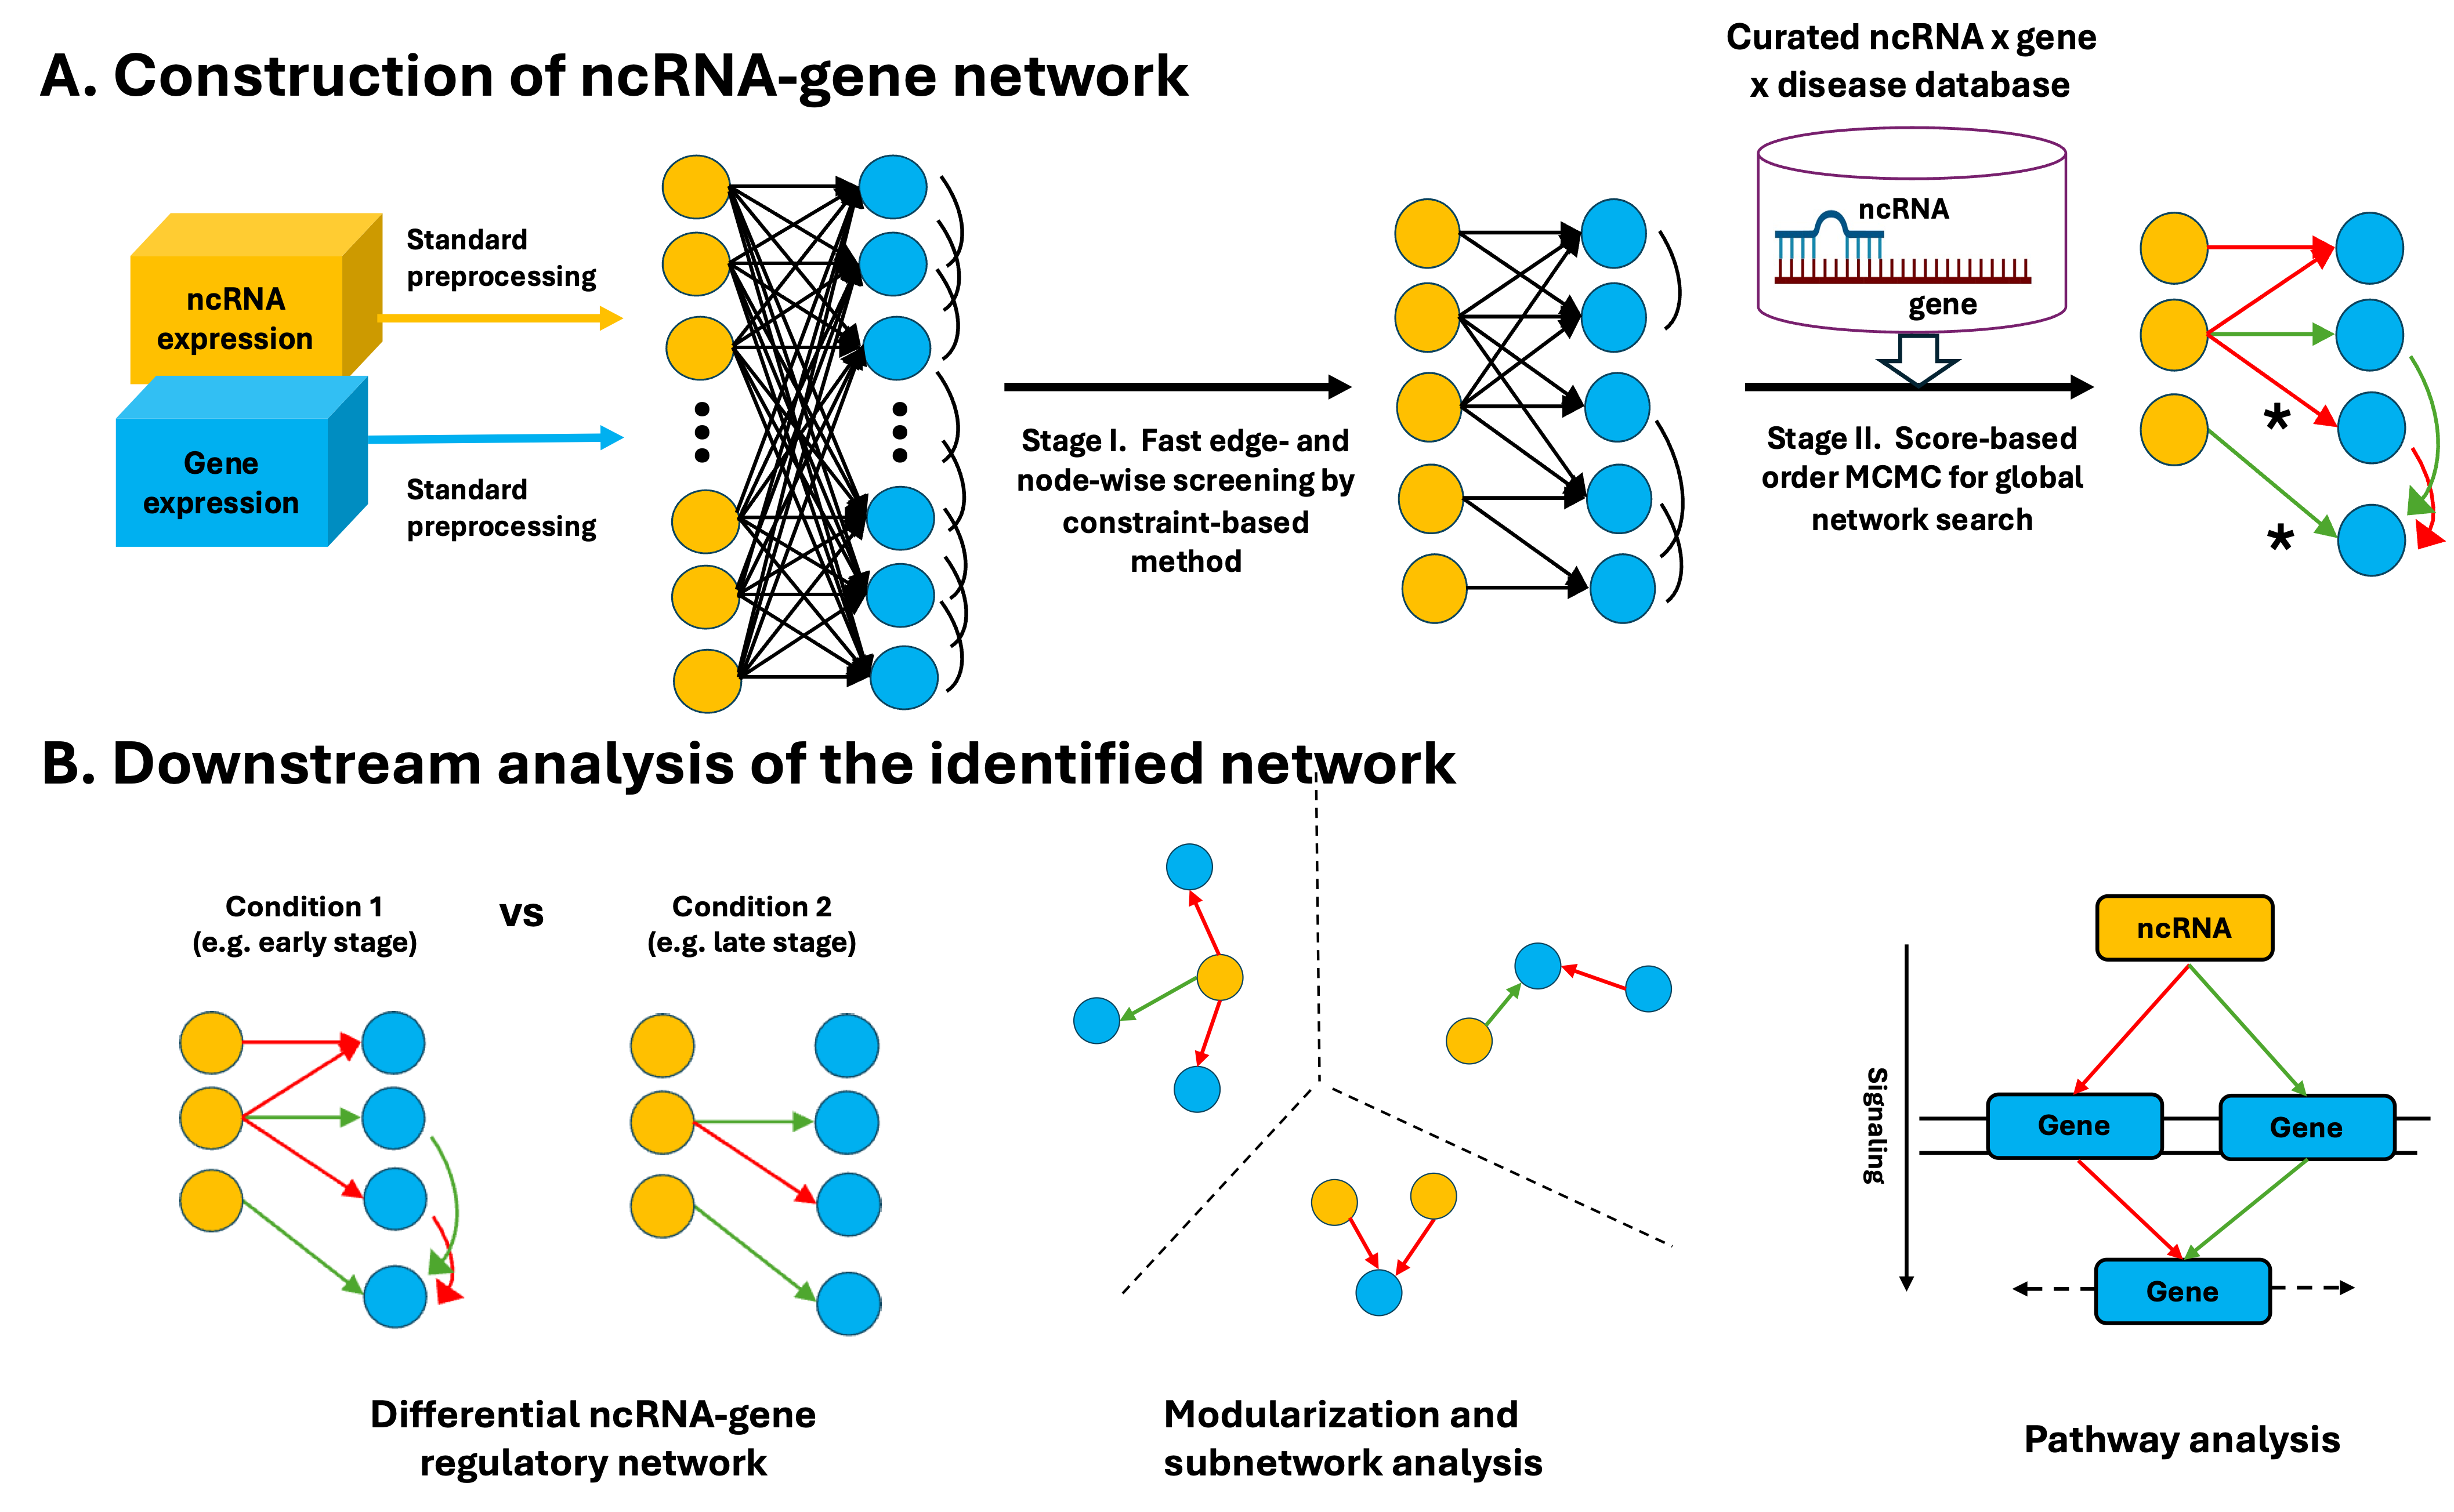 A. Construction of ncRNA-gene network
Curated ncRNA x gene
x disease database
ncRNA
expression
Gene
expression
Standard
preprocessing
Standard
preprocessing
Stage I.  Fast edge- and
node-wise screening by
constraint-based
method
ncRNA
gene
Stage II.  Score-based
order MCMC for global
network search
*
*
B. Downstream analysis of the identified network
Condition 1
(e.g. early stage)
vs
Condition 2
(e.g. late stage)
Differential ncRNA-gene
regulatory network
Modularization and
subnetwork analysis
Signaling
ncRNA
Gene
Gene
Gene
Pathway analysis